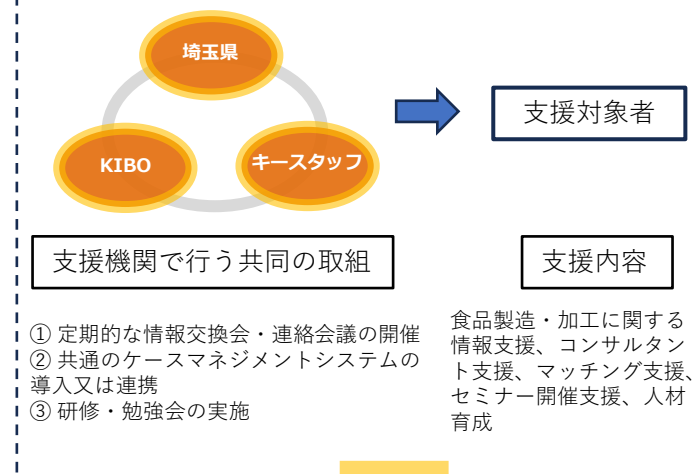 埼玉県
KIBO
キースタッフ
支援対象者
支援機関で行う共同の取組
① 定期的な情報交換会・連絡会議の開催
② 共通のケースマネジメントシステムの
導入又は連携
③ 研修・勉強会の実施
支援内容
食品製造・加工に関する
情報支援、コンサルタン
ト支援、マッチング支援、
セミナー開催支援、人材
育成